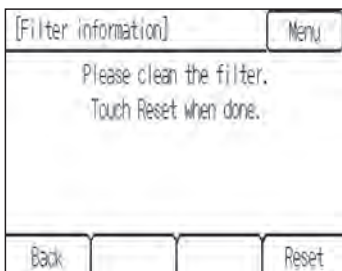 [Filter information] Menu
Please clean the filter.
Touch Reset when done.
Back Reset